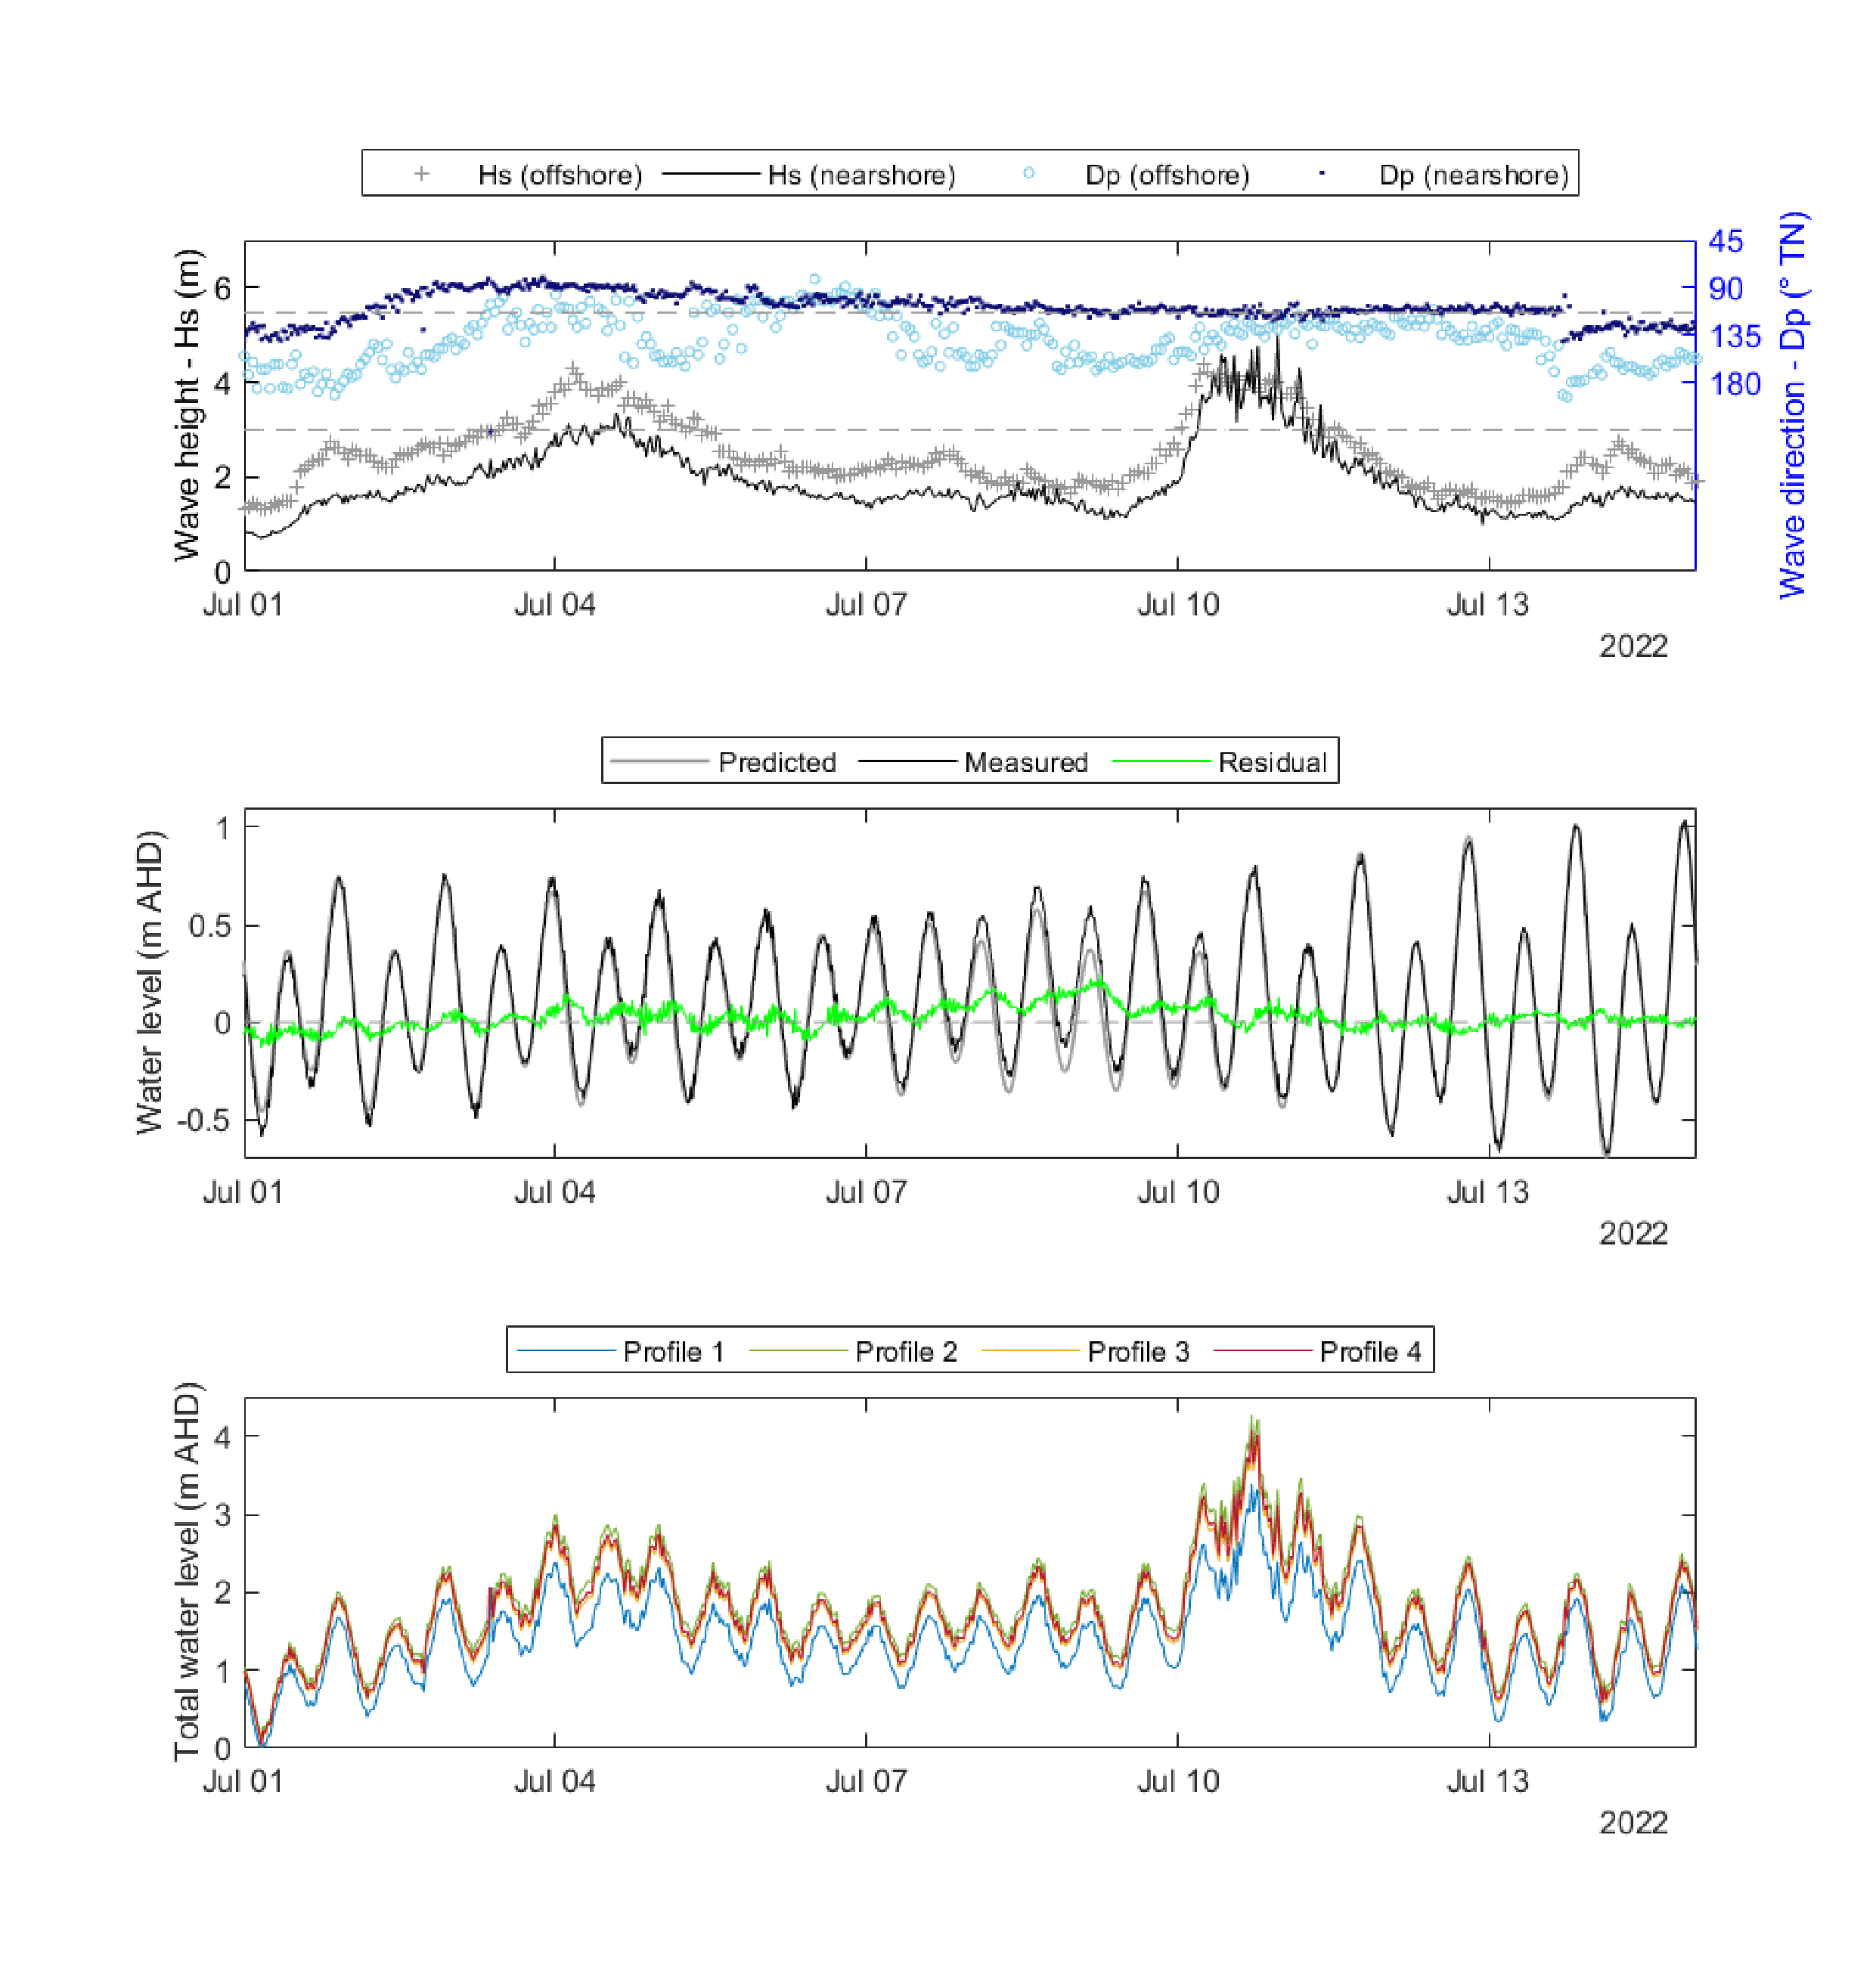 Hs (offshore) Hs (nearshore) Dp (offshore) Dp (nearshore)
Wave height - Hs (m)
6
4
2
0
45
90
135
180
Wave direction - Dp (° TN)
Jul 01 Jul 04 Jul 07 Jul 10 Jul 13
2022
Predicted Measured Residual
Water level (m AHD)
1
0.5
0
-0.5
Jul 01 Jul 04 Jul 07 Jul 10 Jul 13
2022
Profile 1 Profile 2 Profile 3 Profile 4
Total water level (m AHD)
4
3
2
1
0
Jul 01 Jul 04 Jul 07 Jul 10 Jul 13
2022